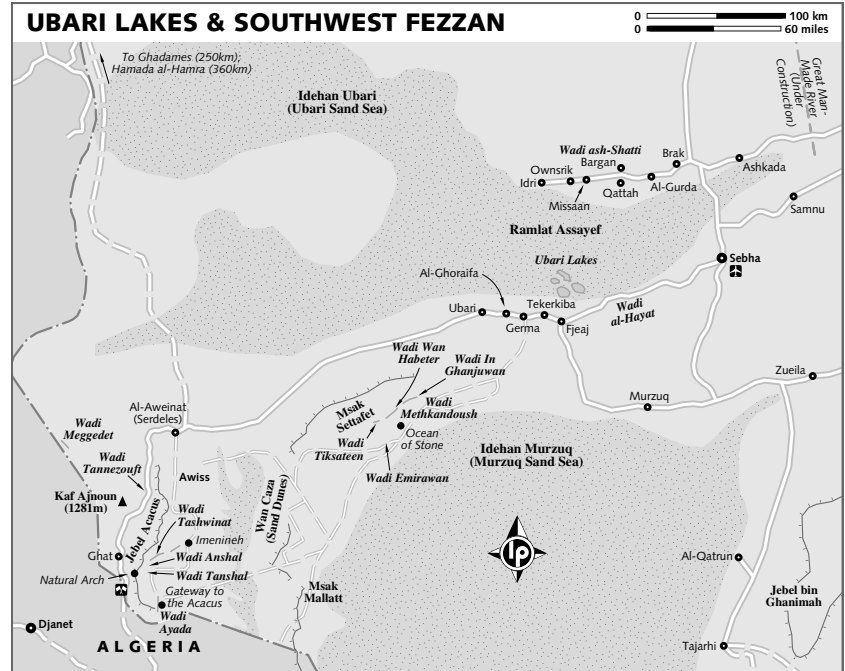 UBARI LAKES & SOUTHWEST FEZZAN
0 100 km
0 60 miles
To Ghadames (250km);
Hamada al-Hamra (360km)
Great Man-
Made River
(Under
Construction)
Idehan Ubari
(Ubari Sand Sea)
Wadi ash-Shatti
Bargan
Brak
Ashkada
Ownsrik
Idri
Missaan
Qattah
Al-Gurda
Samnu
Ramlat Assayef
Ubari Lakes
Sebha
Al-Ghoraifa
Ubari
Tekerkiba
Germa
Fjeaj
Wadi
al-Hayat
Wadi Wan
Habeter
Wadi In
Ghanjuwan
Zueila
Msak
Settafet
Wadi
Methkandoush
Murzuq
Al-Aweinat
(Serdeles)
Wadi
Meggedet
Ocean
of Stone
Wadi
Tiksateen
Idehan Murzuq
(Murzuq Sand Sea)
Wadi
Tannezouft
Awiss
Wadi Emirawan
Wan Caza
(Sand Dunes)
Kaf Ajnoun
(1281m)
Jebel Acacus
Wadi
Tashwinat
Imenineh
lp
Ghat
Wadi Anshal
Al-Qatrun
Natural Arch
Wadi Tanshal
Msak
Mallatt
Jebel bin
Ghanimah
Gateway to
the Acacus
Wadi
Ayada
Djanet
ALGERIA
Tajarhi